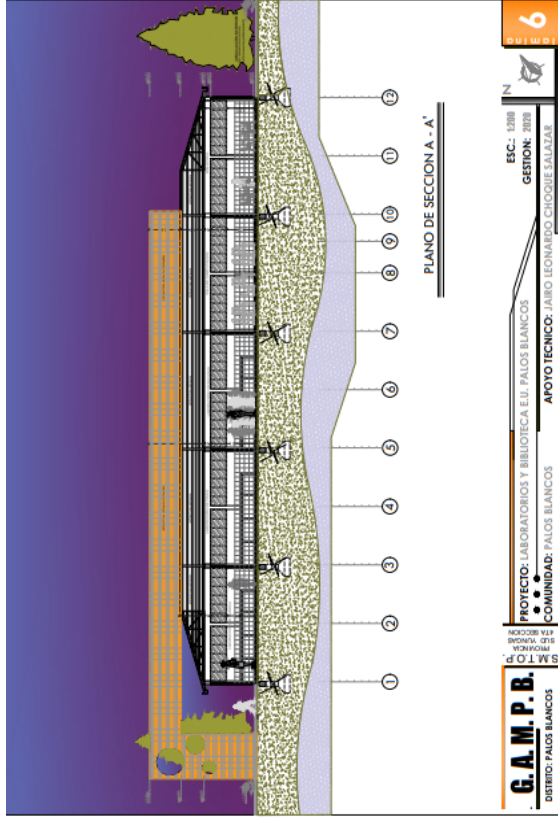 1
2
3
4
5
6
7
8
9
10
11
12
PLANO DE SECCION A - A'
G. A. M. P. B.
DISTRITO: PALOS BLANCOS
S.M.T.O.P.
PROVINCIA
SUD YUNGAS
4TA SECCION
PROYECTO: LABORATORIOS Y BIBLIOTECA E.U. PALOS BLANCOS
COMUNIDAD: PALOS BLANCOS
APOYO TECNICO: JAIRO LEONARDO CHOQUE SALAZAR
ESC.: 1:200
GESTION: 2020
N
lamina
6